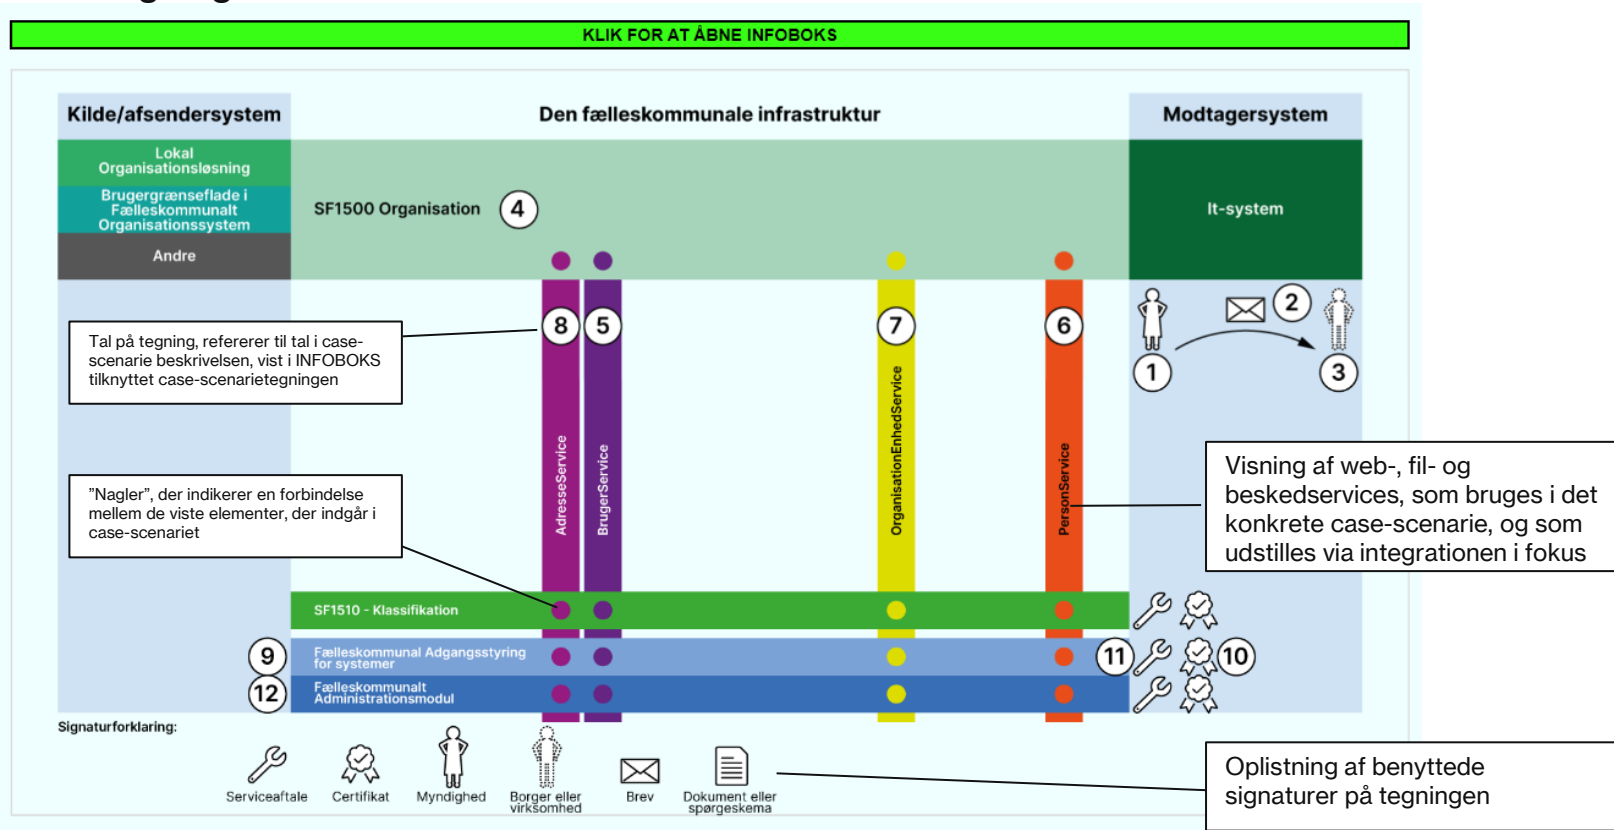 KLIK FOR AT ÅBNE INFOBOKS
Kilde/afsendersystem
Den fælleskommunale infrastruktur
Modtagersystem
Lokal
Organisationsløsning
Brugergrænseflade i
Fælleskommunalt
Organisationssystem
Andre
SF1500 Organisation
4
It-system
8
5
7
6
2
1
3
Tal på tegning, refererer til tal i case-
scenarie beskrivelsen, vist i INFOBOKS
tilknyttet case-scenarietegningen
AdresseService
BrugerService
OrganisationEnhedService
PersonService
"Nagler", der indikerer en forbindelse
mellem de viste elementer, der indgår i
case-scenariet
Visning af web-, fil- og
beskedservices, som bruges i det
konkrete case-scenarie, og som
udstilles via integrationen i fokus
SF1510 - Klassifikation
9
Fælleskommunal Adgangsstyring
for systemer
11
10
12
Fælleskommunalt
Administrationsmodul
Signaturforklaring:
Serviceaftale
Certifikat
Myndighed
Borger eller
virksomhed
Brev
Dokument eller
spørgeskema
Oplistning af benyttede
signaturer på tegningen